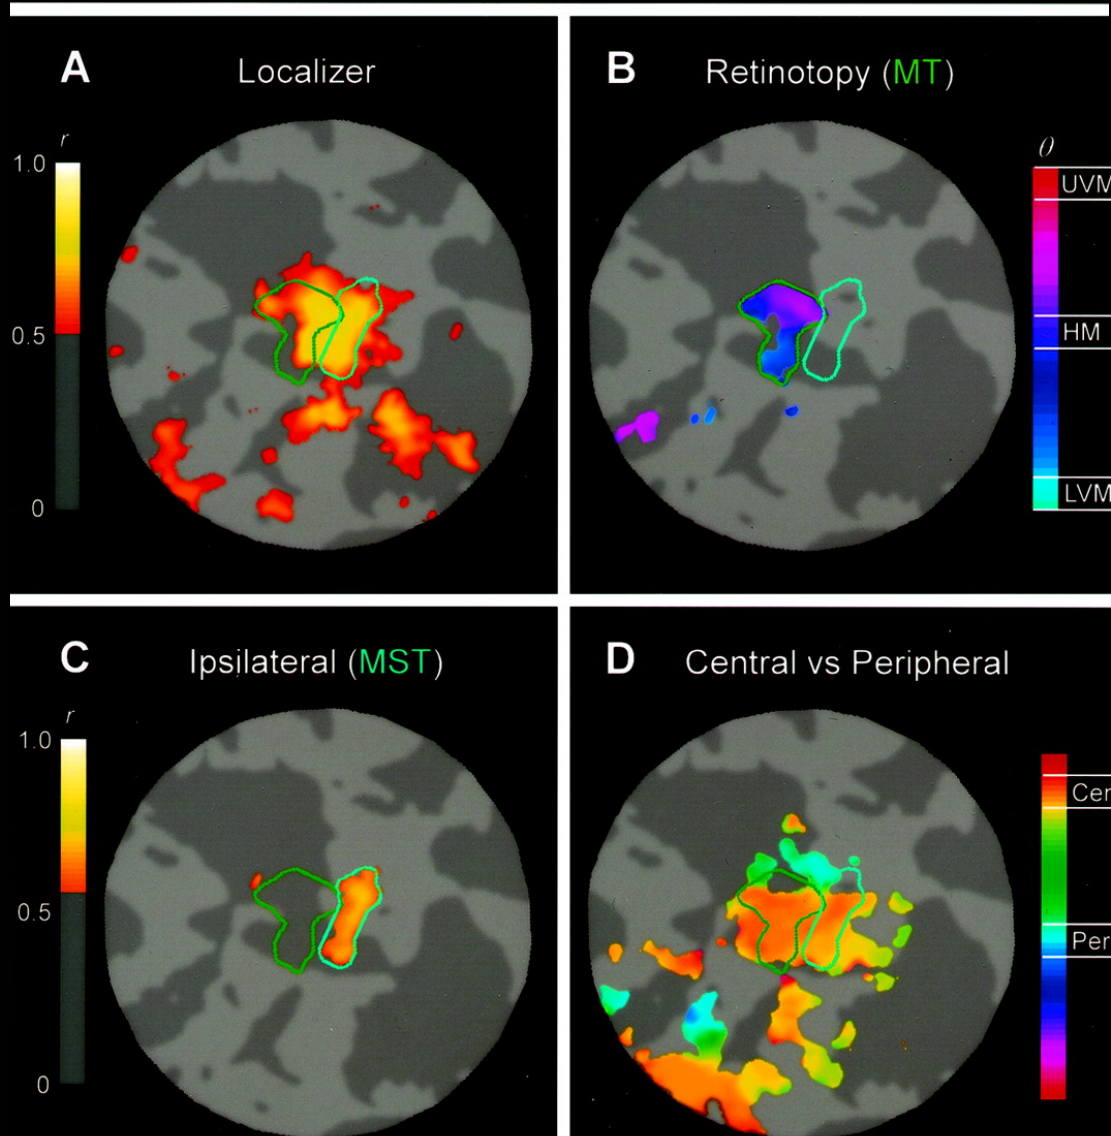 A
Localizer
r
1.0
0.5
0
B
Retinotopy (MT)
θ
UVM
HM
LVM
C
Ipsilateral (MST)
r
1.0
0.5
0
D
Central vs Peripheral
Cer
Per